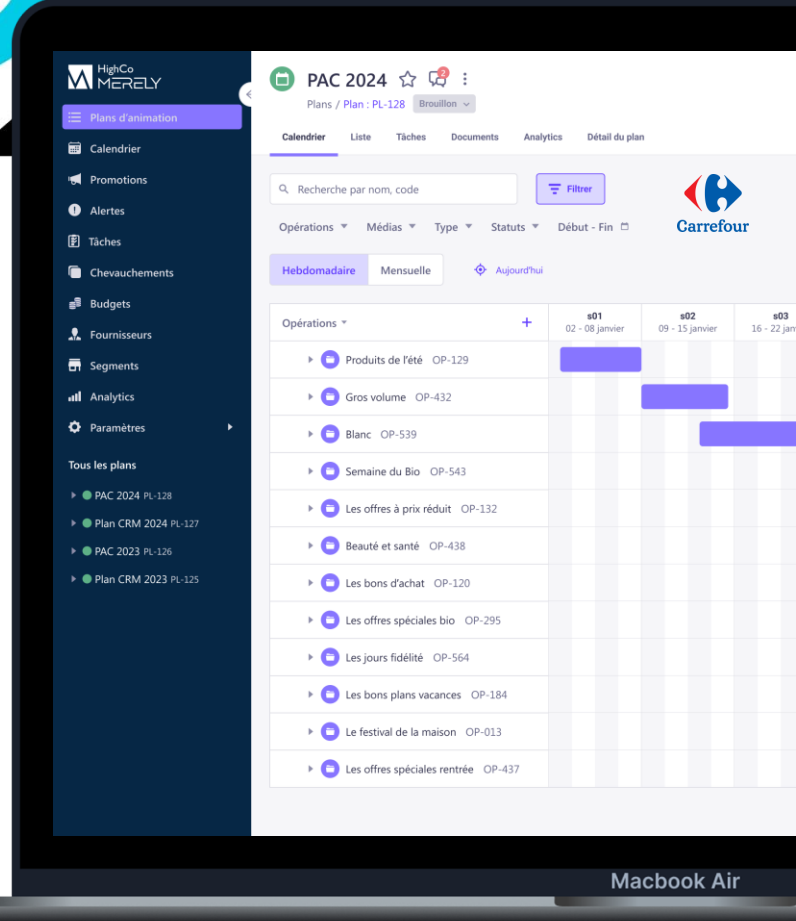 HighCo
MERELY
Plans d'animation
Calendrier
Promotions
Alertes
Tâches
Chevauchements
Budgets
Fournisseurs
Segments
Analytics
Paramètres
Tous les plans
PAC 2024 PL-128
Plan CRM 2024 PL-127
PAC 2023 PL-126
Plan CRM 2023 PL-125
PAC 2024 2
Plans / Plan : PL-128 Brouillon
Calendrier Liste Tâches Documents Analytics Détail du plan
Recherche par nom, code Filtrer
Carrefour
Opérations Médias Type Statuts Début - Fin
Hebdomadaire Mensuelle Aujourd'hui
Opérations + s01 s02 s03
02 - 08 janvier 09 - 15 janvier 16 - 22 jan
Produits de l'été OP-129
Gros volume OP-432
Blanc OP-539
Semaine du Bio OP-543
Les offres à prix réduit OP-132
Beauté et santé OP-438
Les bons d'achat OP-120
Les offres spéciales bio OP-295
Les jours fidélité OP-564
Les bons plans vacances OP-184
Le festival de la maison OP-013
Les offres spéciales rentrée OP-437
Macbook Air